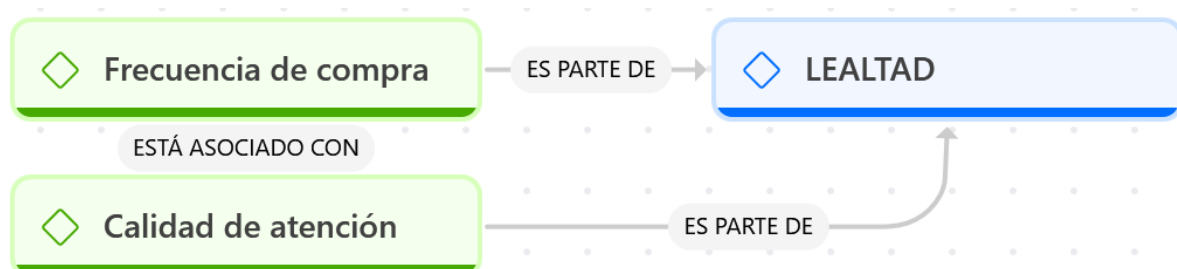 Frecuencia de compra
ES PARTE DE
LEALTAD
ESTÁ ASOCIADO CON
Calidad de atención
ES PARTE DE